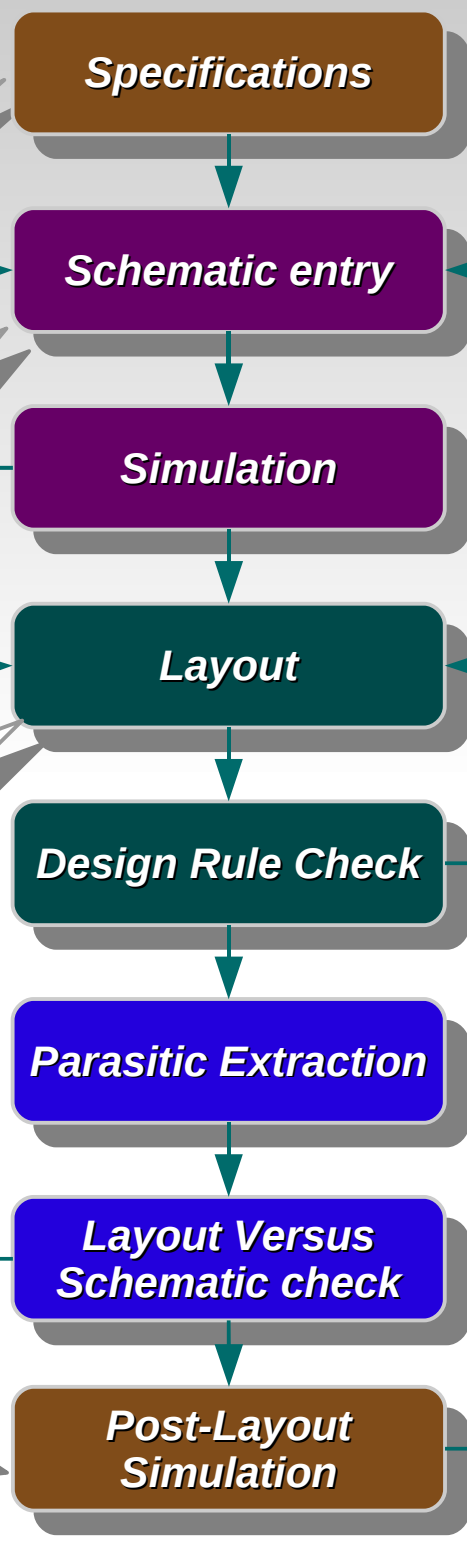 Specifications
Schematic entry
Simulation
Layout
Design Rule Check
Parasitic Extraction
Layout Versus
Schematic check
Post-Layout
Simulation